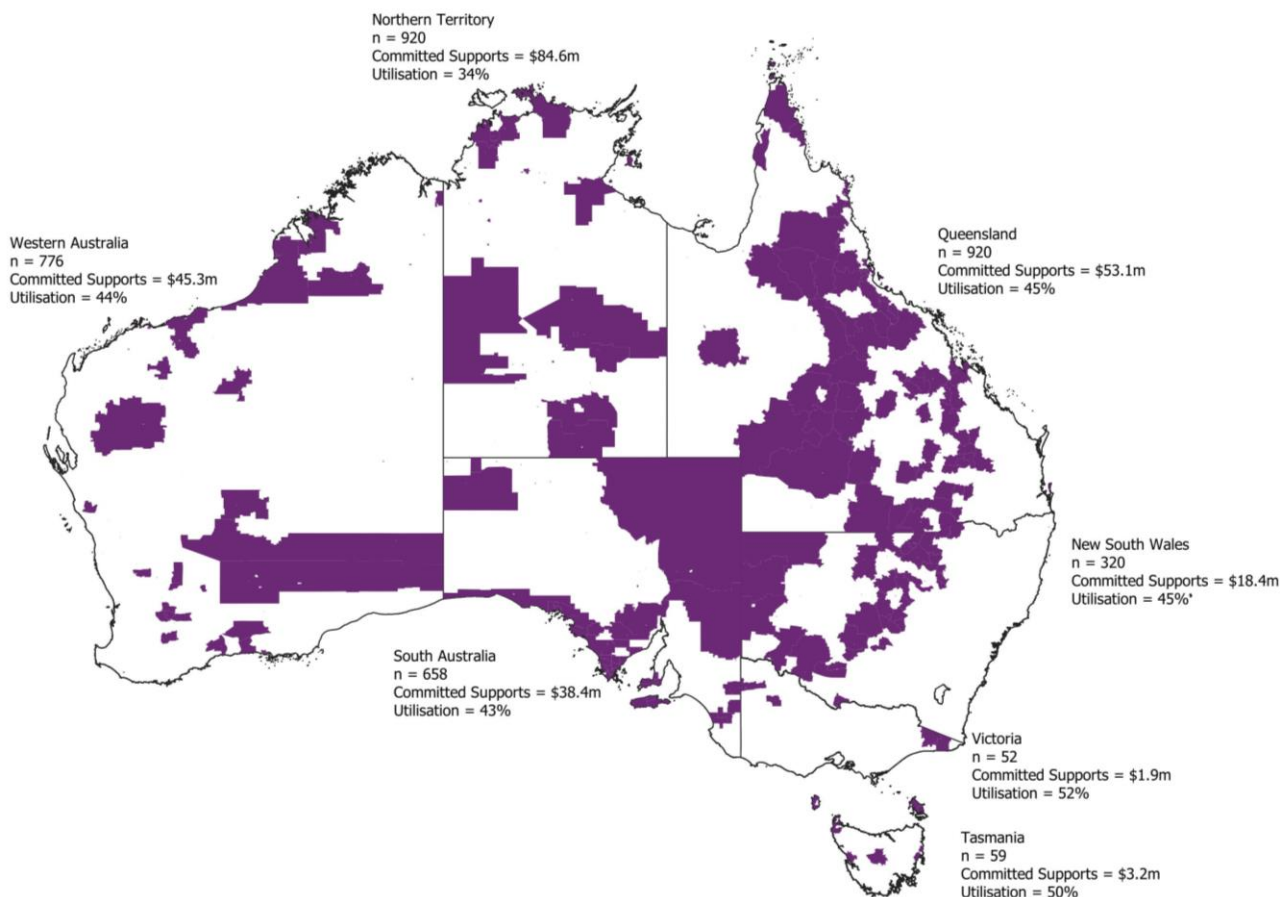 Northern Territory
n = 920
Committed Supports = $84.6m
Utilisation = 34%
Western Australia
n = 776
Committed Supports = $45.3m
Utilisation = 44%
Queensland
n = 920
Committed Supports = $53.1m
Utilisation = 45%
New South Wales
n = 320
Committed Supports = $18.4m
Utilisation = 45%*
South Australia
n = 658
Committed Supports = $38.4m
Utilisation = 43%
Victoria
n = 52
Committed Supports = $1.9m
Utilisation = 52%
Tasmania
n = 59
Committed Supports = $3.2m
Utilisation = 50%